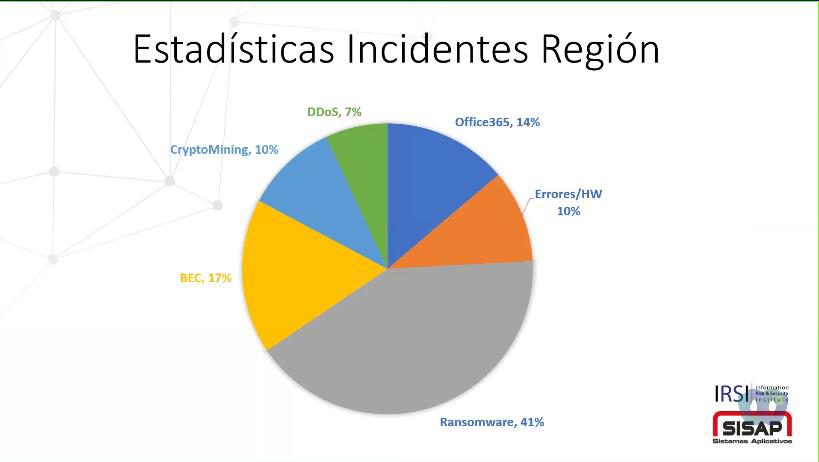 Estadísticas Incidentes Región
DDoS, 7%
Office365, 14%
CryptoMining, 10%
Errores/HW
10%
BEC, 17%
Ransomware, 41%
IRSI
Information
Risk & Security
Institute
SISAP
Sistemas Aplicativos